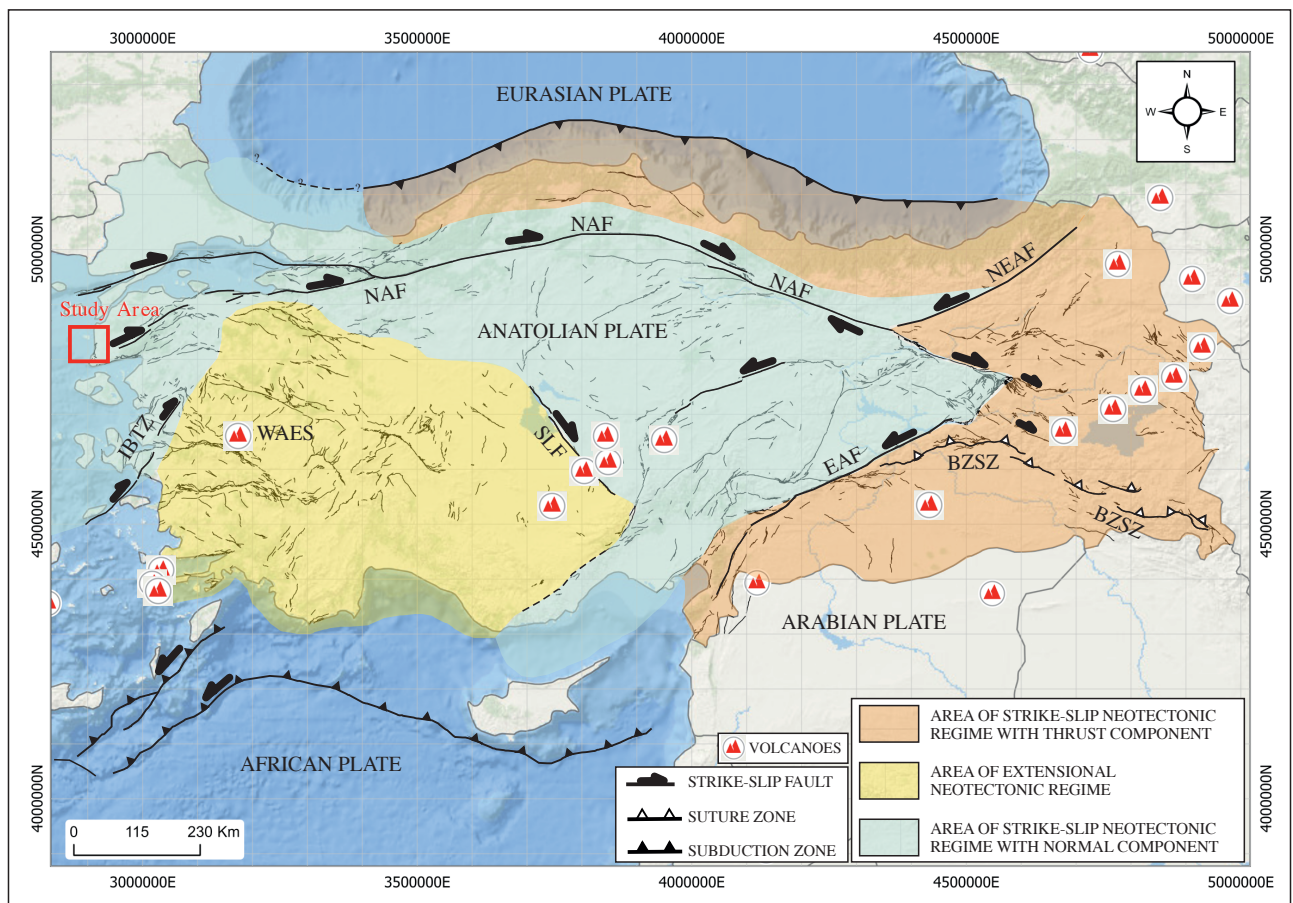 3000000E
3500000E
4000000E
4500000E
5000000E
N
W
E
S
EURASIAN PLATE
?
?
?
5000000N
5000000N
NAF
NEAF
NAF
NAF
Study Area
ANATOLIAN PLATE
IBTZ
WAES
SLF
EAF
BZSZ
BZSZ
4500000N
4500000N
ARABIAN PLATE
AFRICAN PLATE
4000000N
4000000N
VOLCANOES
STRIKE-SLIP FAULT
SUTURE ZONE
SUBDUCTION ZONE
AREA OF STRIKE-SLIP NEOTECTONIC
REGIME WITH THRUST COMPONENT
AREA OF EXTENSIONAL
NEOTECTONIC REGIME
AREA OF STRIKE-SLIP NEOTECTONIC
REGIME WITH NORMAL COMPONENT
0 115 230 Km
3000000E
3500000E
4000000E
4500000E
5000000E